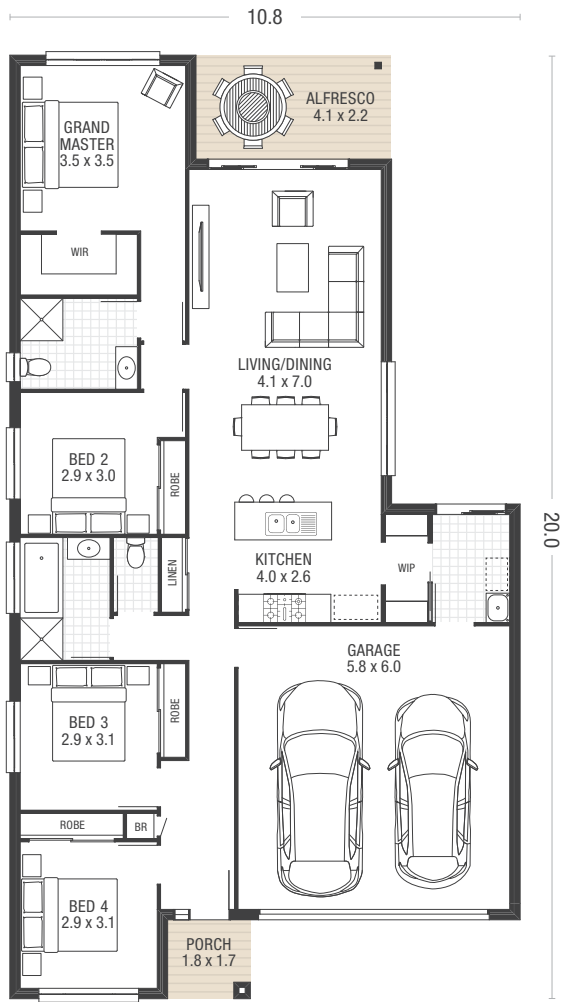 10.8
ALFRESCO
4.1 x 2.2
GRAND
MASTER
3.5 x 3.5
WIR
LIVING/DINING
4.1 x 7.0
BED 2
2.9 x 3.0
ROBE
20.0
KITCHEN
4.0 x 2.6
WIP
LINEN
GARAGE
5.8 x 6.0
BED 3
2.9 x 3.1
ROBE
ROBE
BR
BED 4
2.9 x 3.1
PORCH
1.8 x 1.7